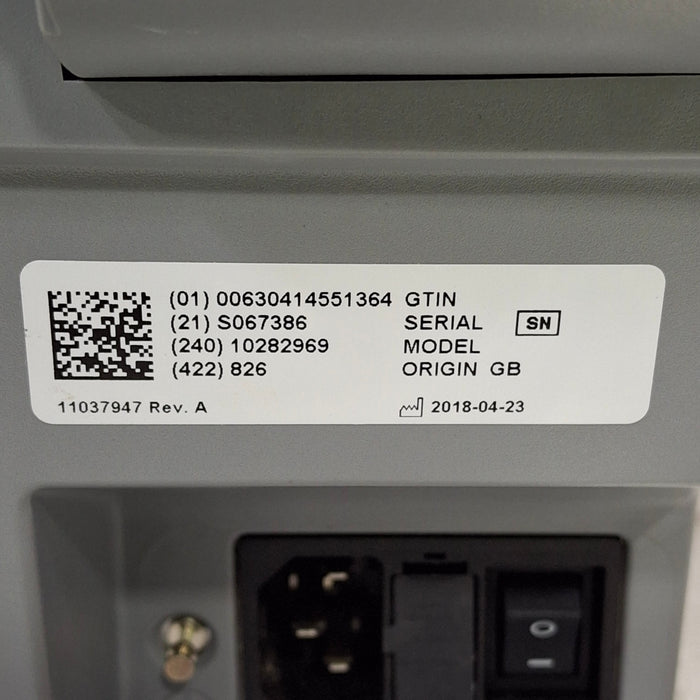 (01) 00630414551364 GTIN
(21) S067386 SERIAL SN
(240) 10282969 MODEL
(422) 826 ORIGIN GB
11037947 Rev. A 2018-04-23